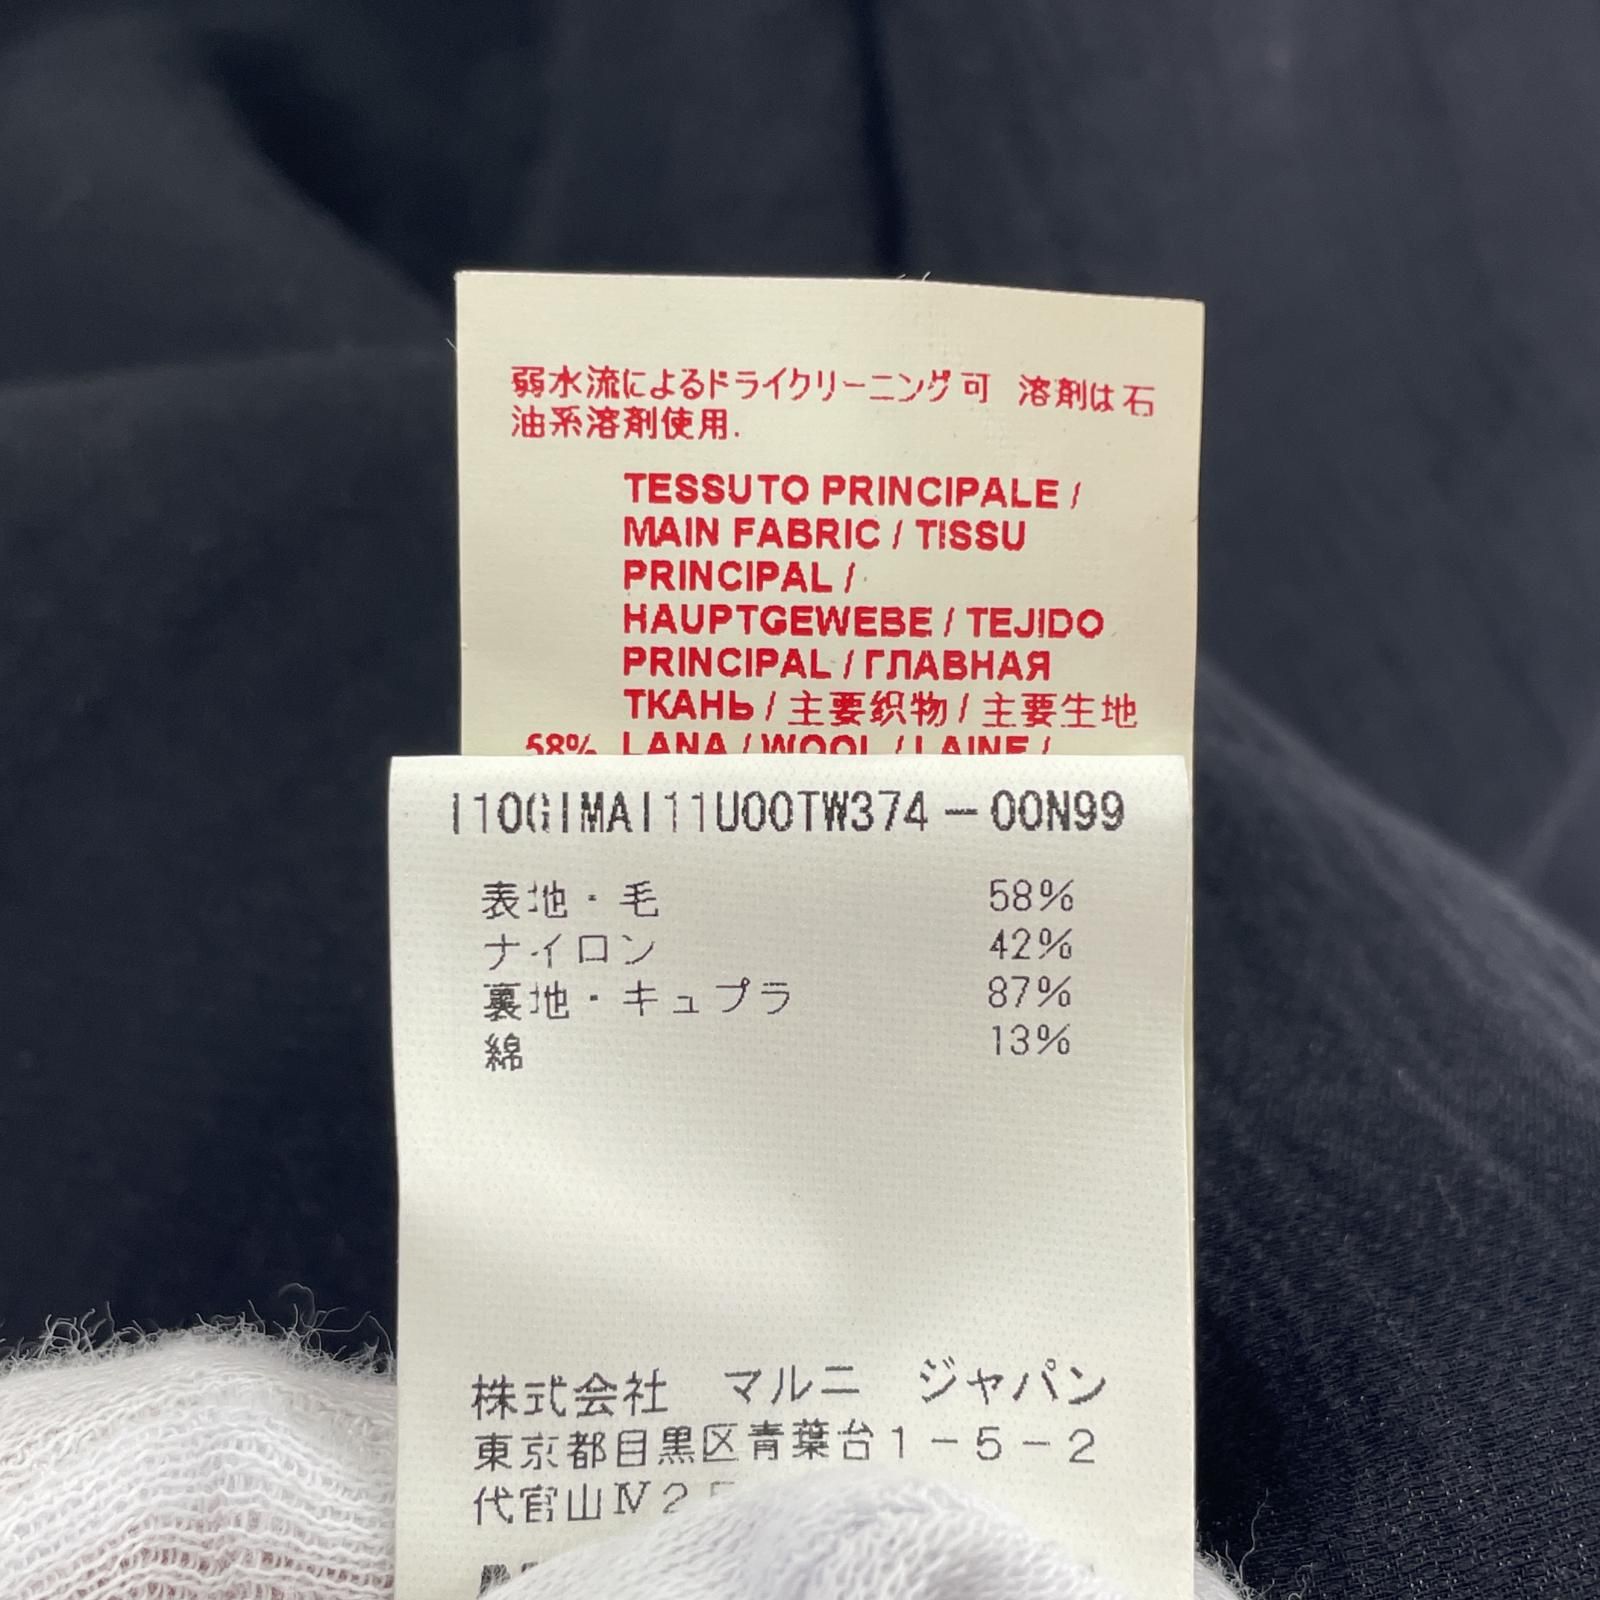 弱水流によるドライクリーニング可 溶剤は石
油系溶剤使用.
TESSUTO PRINCIPALE /
MAIN FABRIC / TISSU
PRINCIPAL /
HAUPTGEWEBE / TEJIDO
PRINCIPAL / ГЛАВНАЯ
ТКАНЬ / 主要织物 / 主要生地
58% LANA / WOOL / LAINE /
I10GIMAI11U00TW374-00N99
表地・毛 58%
ナイロン 42%
裏地・キュプラ 87%
綿 13%
株式会社 マルニ ジャパン
東京都目黒区青葉台1-5-2
代官山Ⅳ2